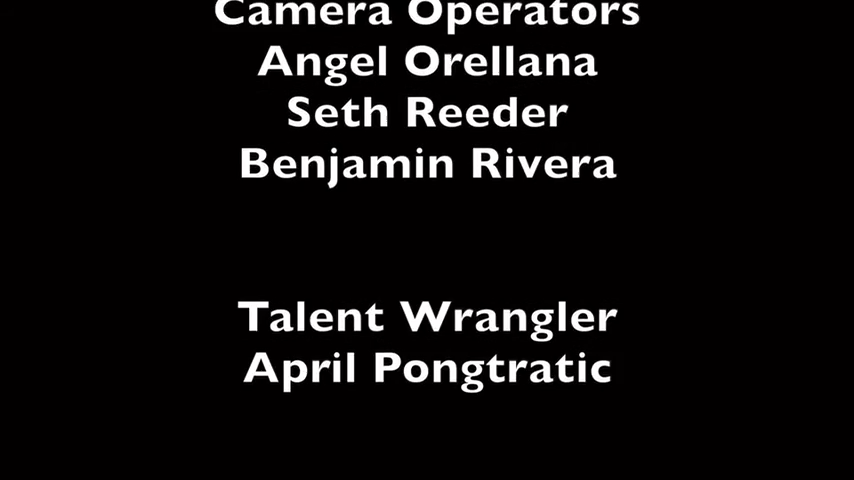 Camera Operators
Angel Orellana
Seth Reeder
Benjamin Rivera
Talent Wrangler
April Pongtratic